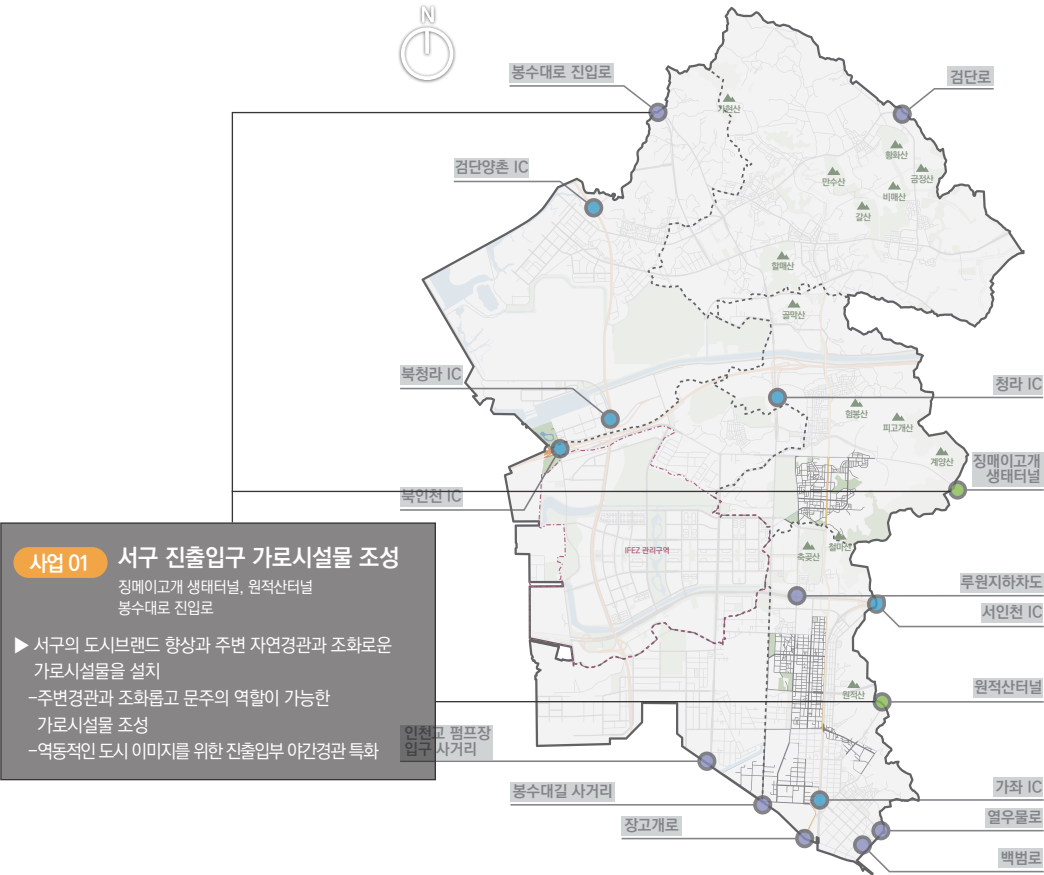 N
봉수대로 진입로
검단로
가현산
황화산
검단양촌 IC
만수산
금정산
비매산
갈산
할매산
골막산
북청라 IC
청라 IC
피고개산
계양산
징매이고개
생태터널
북인천 IC
철마산
축곶산
IFEZ 관리구역
사업 01
서구 진출입구 가로시설물 조성
징메이고개 생태터널, 원적산터널
봉수대로 진입로
▶ 서구의 도시브랜드 향상과 주변 자연경관과 조화로운
가로시설물을 설치
-주변경관과 조화롭고 문주의 역할이 가능한
가로시설물 조성
-역동적인 도시 이미지를 위한 진출입부 야간경관 특화
루원지하차도
서인천 IC
원적산터널
원적산
인천교 펌프장
입구 사거리
봉수대길 사거리
가좌 IC
장고개로
열우물로
백범로